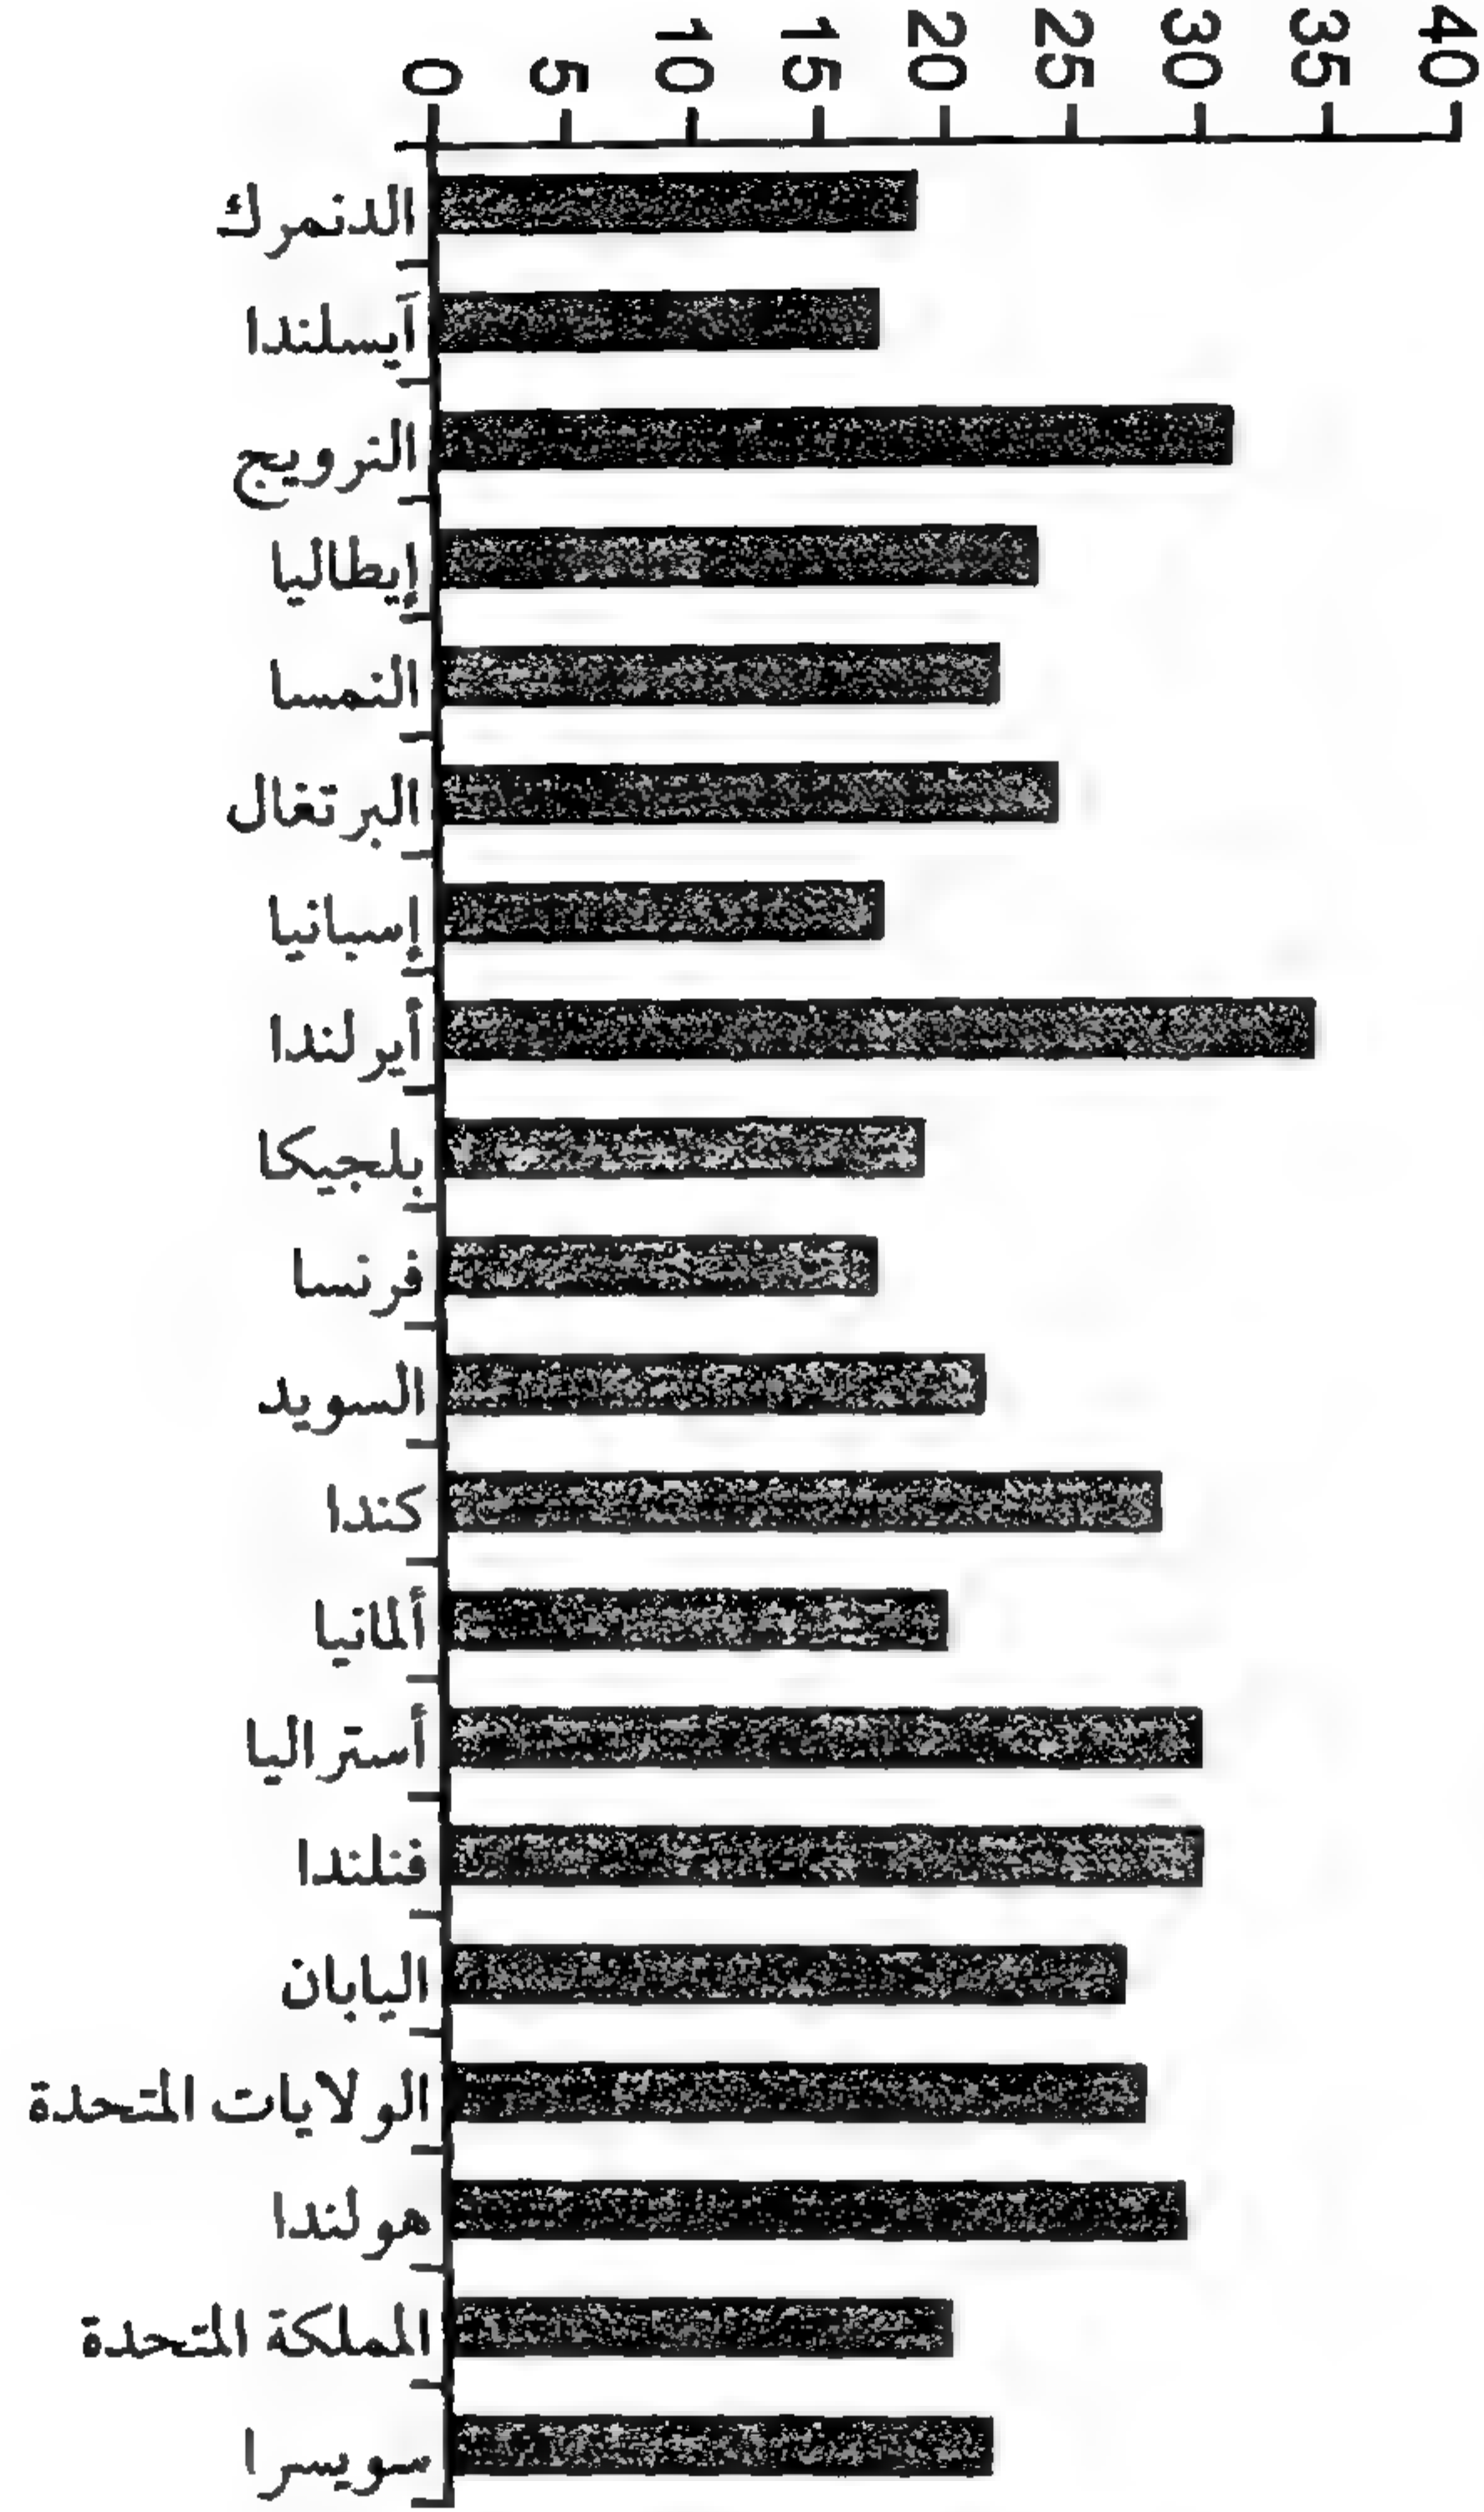 0 5 10 15 20 25 30 35 40
الدنمرك
آيسلندا
النرويج
إيطاليا
النمسا
البرتغال
إسبانيا
أيرلندا
بلجيكا
فرنسا
السويد
كندا
ألمانيا
أستراليا
فنلندا
اليابان
الولايات المتحدة
هولندا
المملكة المتحدة
سويسرا